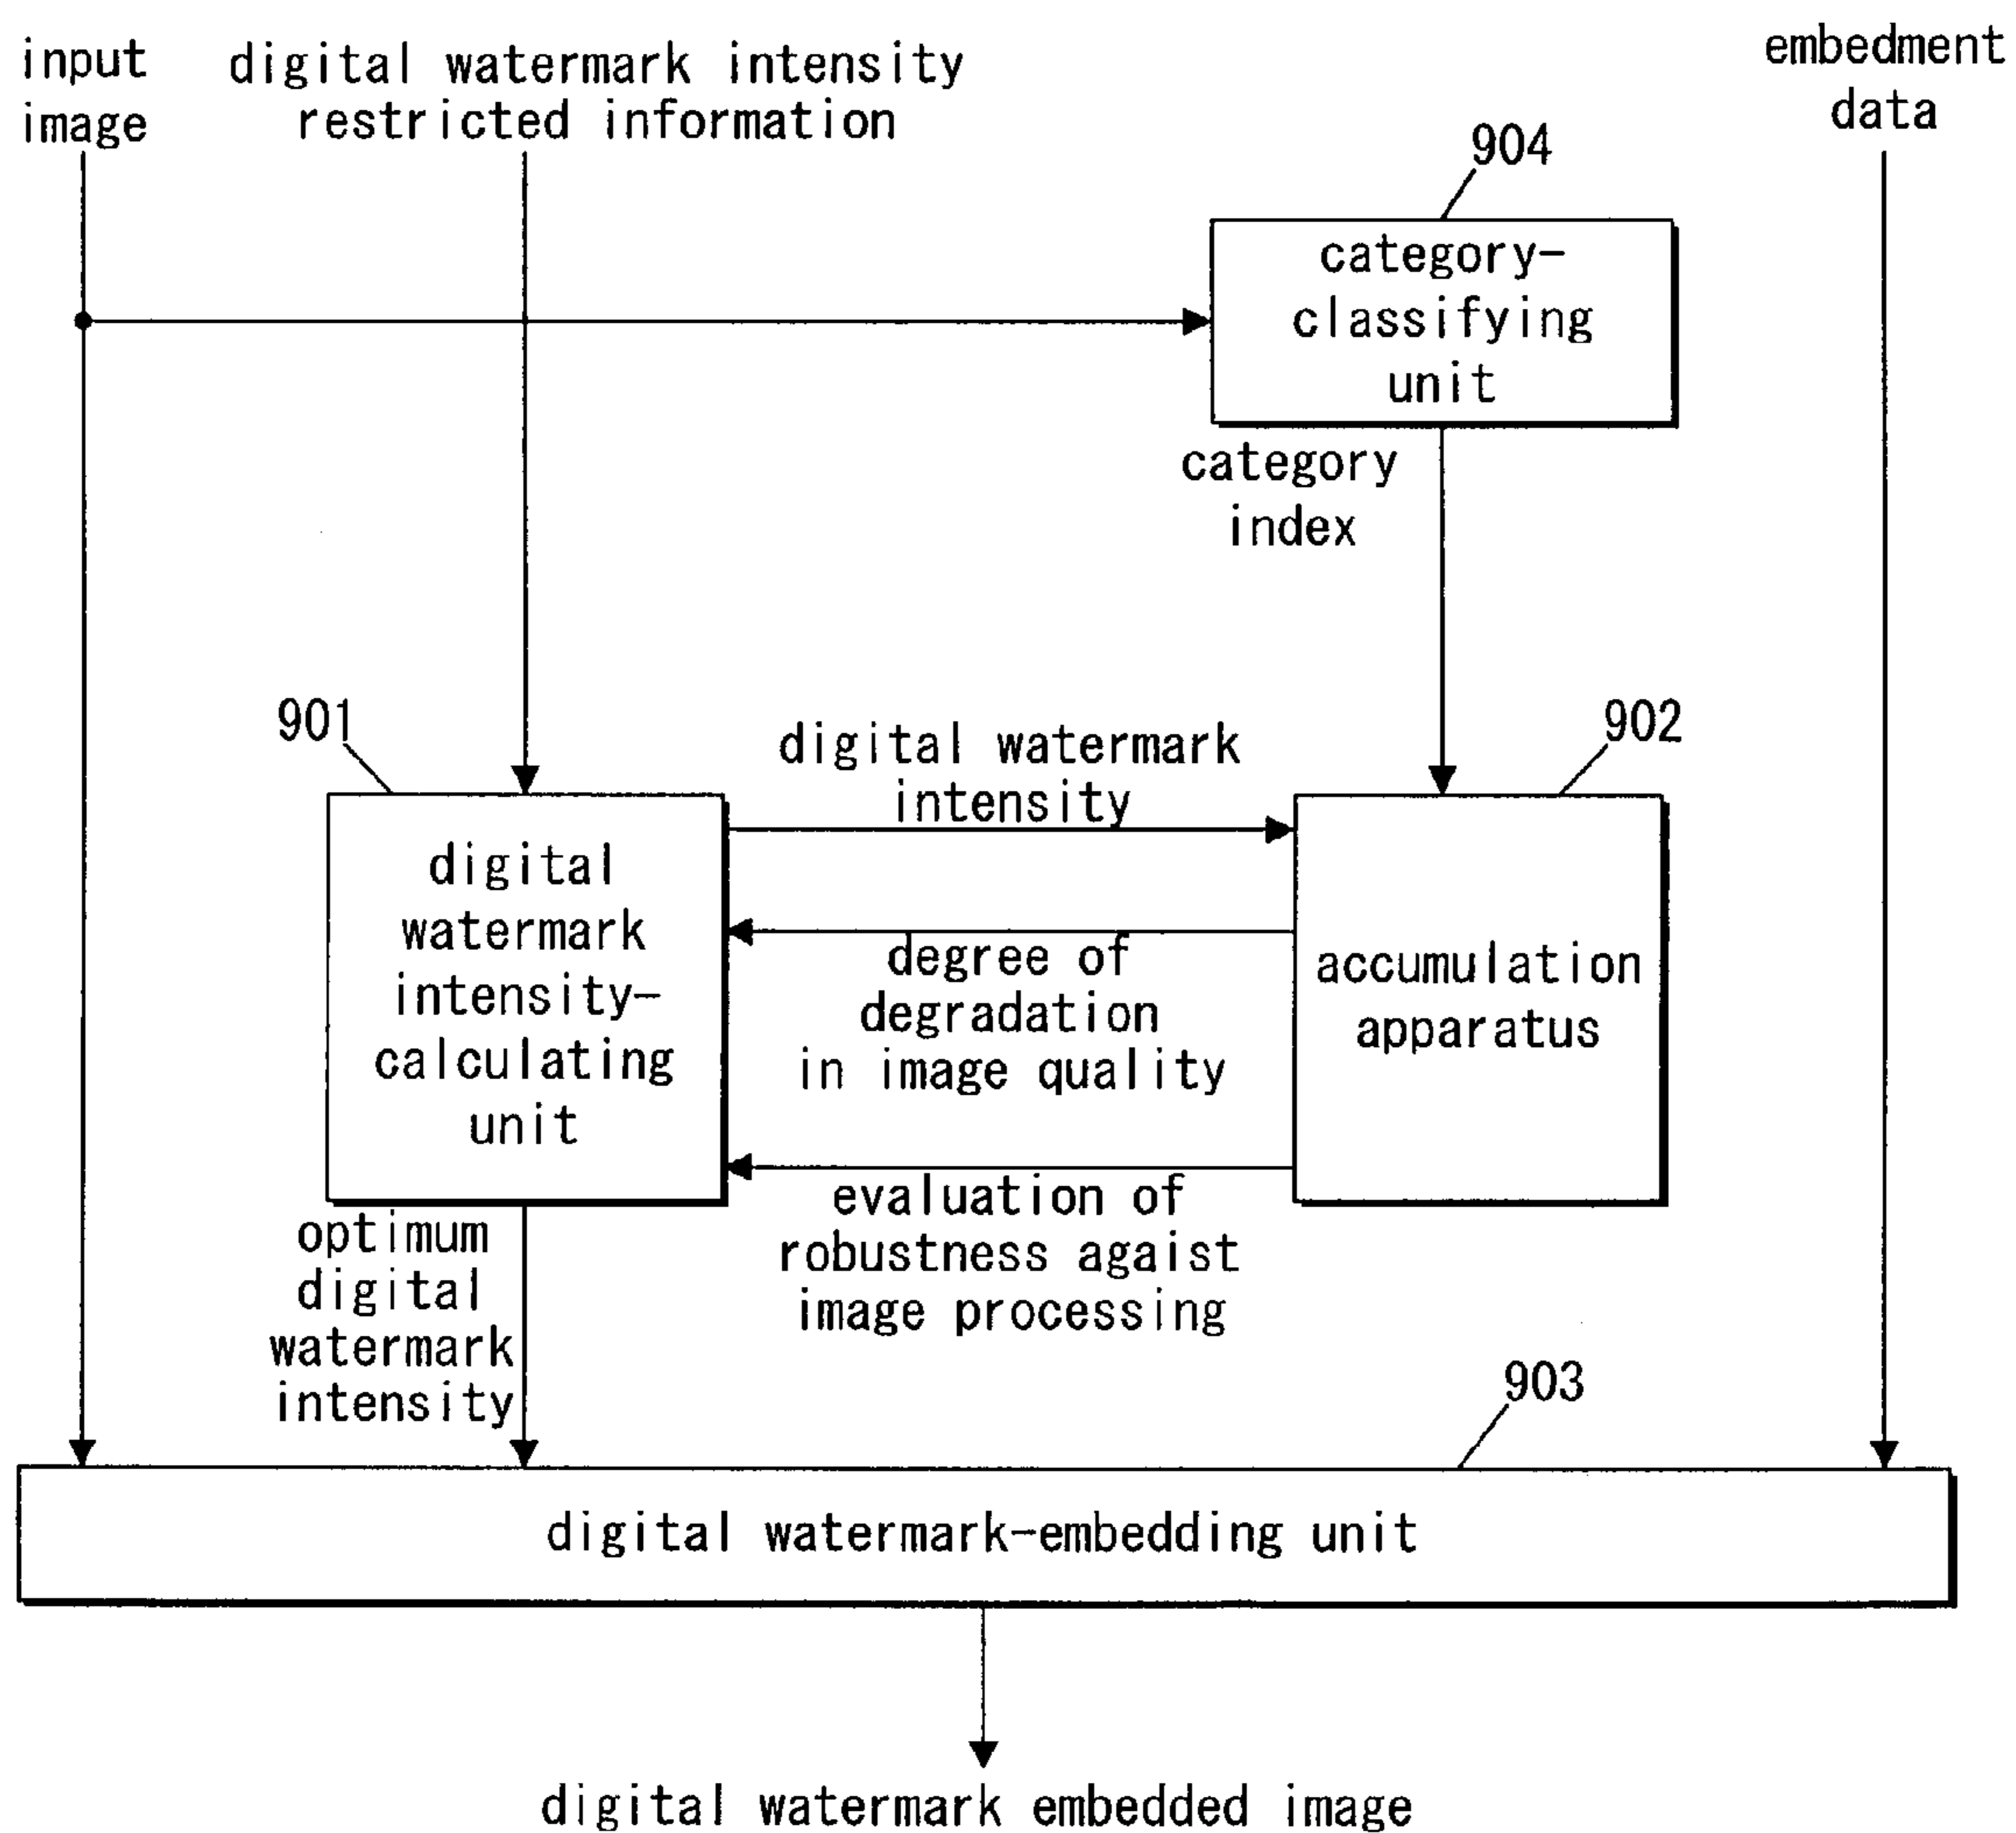 input
image
digital watermark intensity
restricted information
embedment
data
904
category-
classifying
unit
category
index
901
digital watermark
intensity
902
digital
watermark
intensity-
calculating
unit
degree of
degradation
in image quality
accumulation
apparatus
evaluation of
robustness agaist
image processing
optimum
digital
watermark
intensity
903
digital watermark-embedding unit
digital watermark embedded image